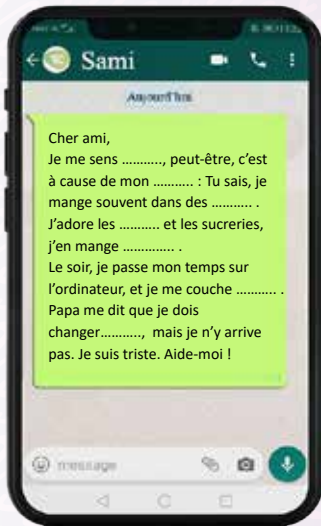 Sami
Aujourd'hui
Cher ami,
Je me sens ..........., peut-être, c'est
à cause de mon ........... : Tu sais, je
mange souvent dans des ........... .
J'adore les ........... et les sucreries,
j'en mange .............. .
Le soir, je passe mon temps sur
l'ordinateur, et je me couche ........... .
Papa me dit que je dois
changer..........., mais je n'y arrive
pas. Je suis triste. Aide-moi !
message